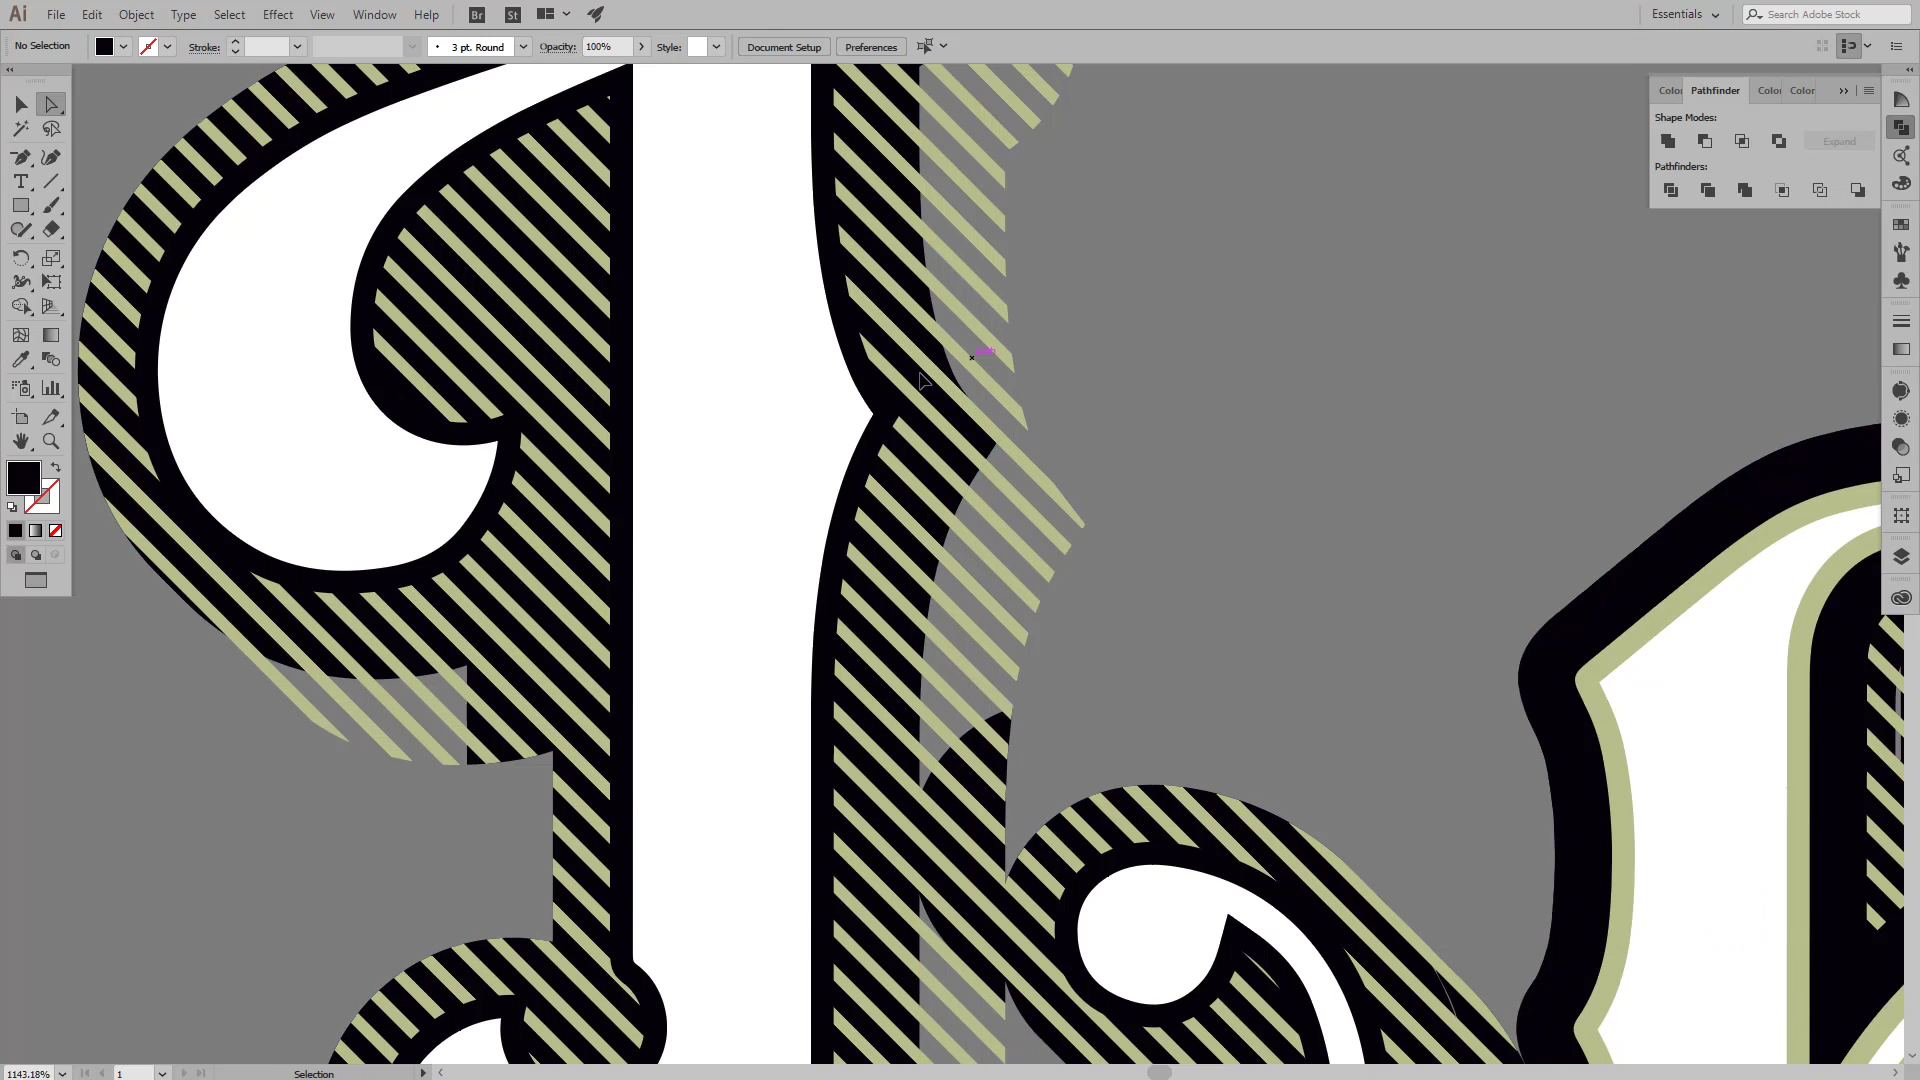 Ai File Edit Object Type Select Effect View Window Help Br St Essentials Search Adobe Stock
No Selection Stroke: 3 pt. Round Opacity: 100% Style: Document Setup Preferences
Colo Pathfinder Colo Color
Shape Modes:
Expand
Pathfinders:
T
1143.18% 1 Selection